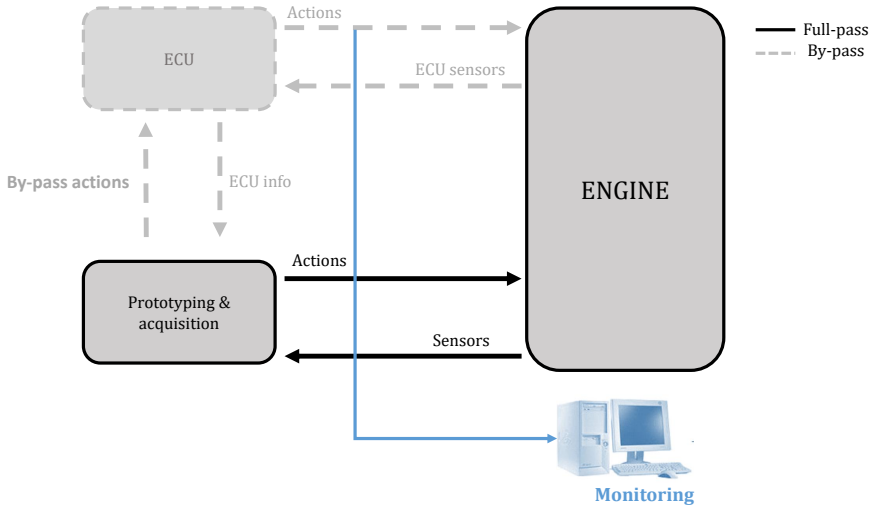 Actions
Full-pass
By-pass
ECU
ECU sensors
By-pass actions
ECU info
ENGINE
Actions
Prototyping &
acquisition
Sensors
Monitoring